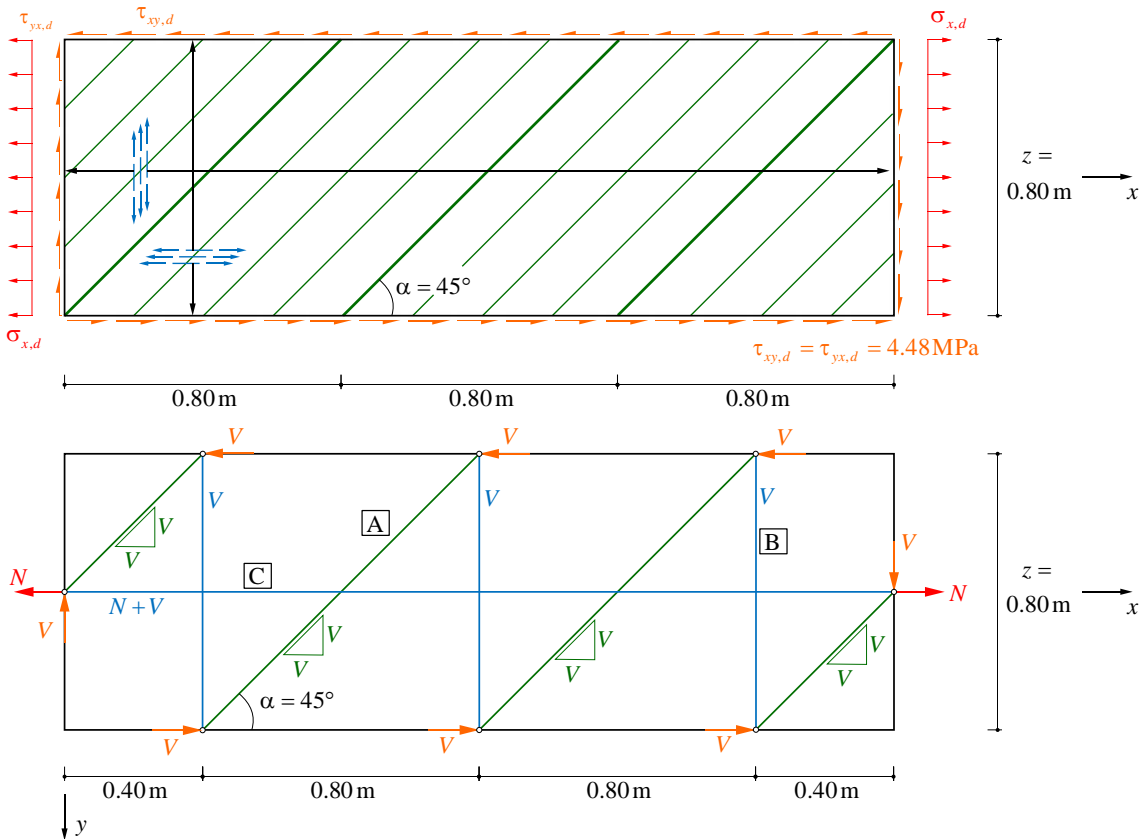 τyx,d
τxy,d
σx,d
z =
0.80 m
x
α = 45°
σx,d
τxy,d = τyx,d = 4.48 MPa
0.80 m 0.80 m 0.80 m
V V V
V V V
A
V V
B
V
C
N
N + V
V
N
z =
0.80 m
x
V V
V V
V V
α = 45°
V V V
0.40 m 0.80 m 0.80 m 0.40 m
y